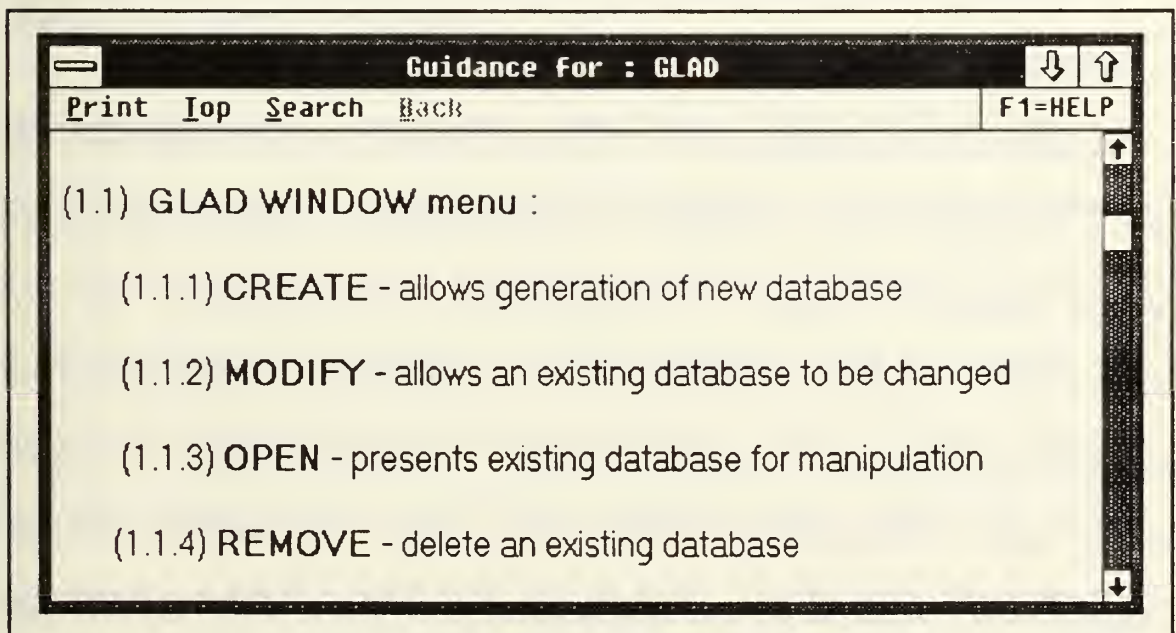 Guidance for : GLAD
Print Top Search Back F1=HELP
(1.1) GLAD WINDOW menu :
(1.1.1) CREATE - allows generation of new database
(1.1.2) MODIFY - allows an existing database to be changed
(1.1.3) OPEN - presents existing database for manipulation
(1.1.4) REMOVE - delete an existing database